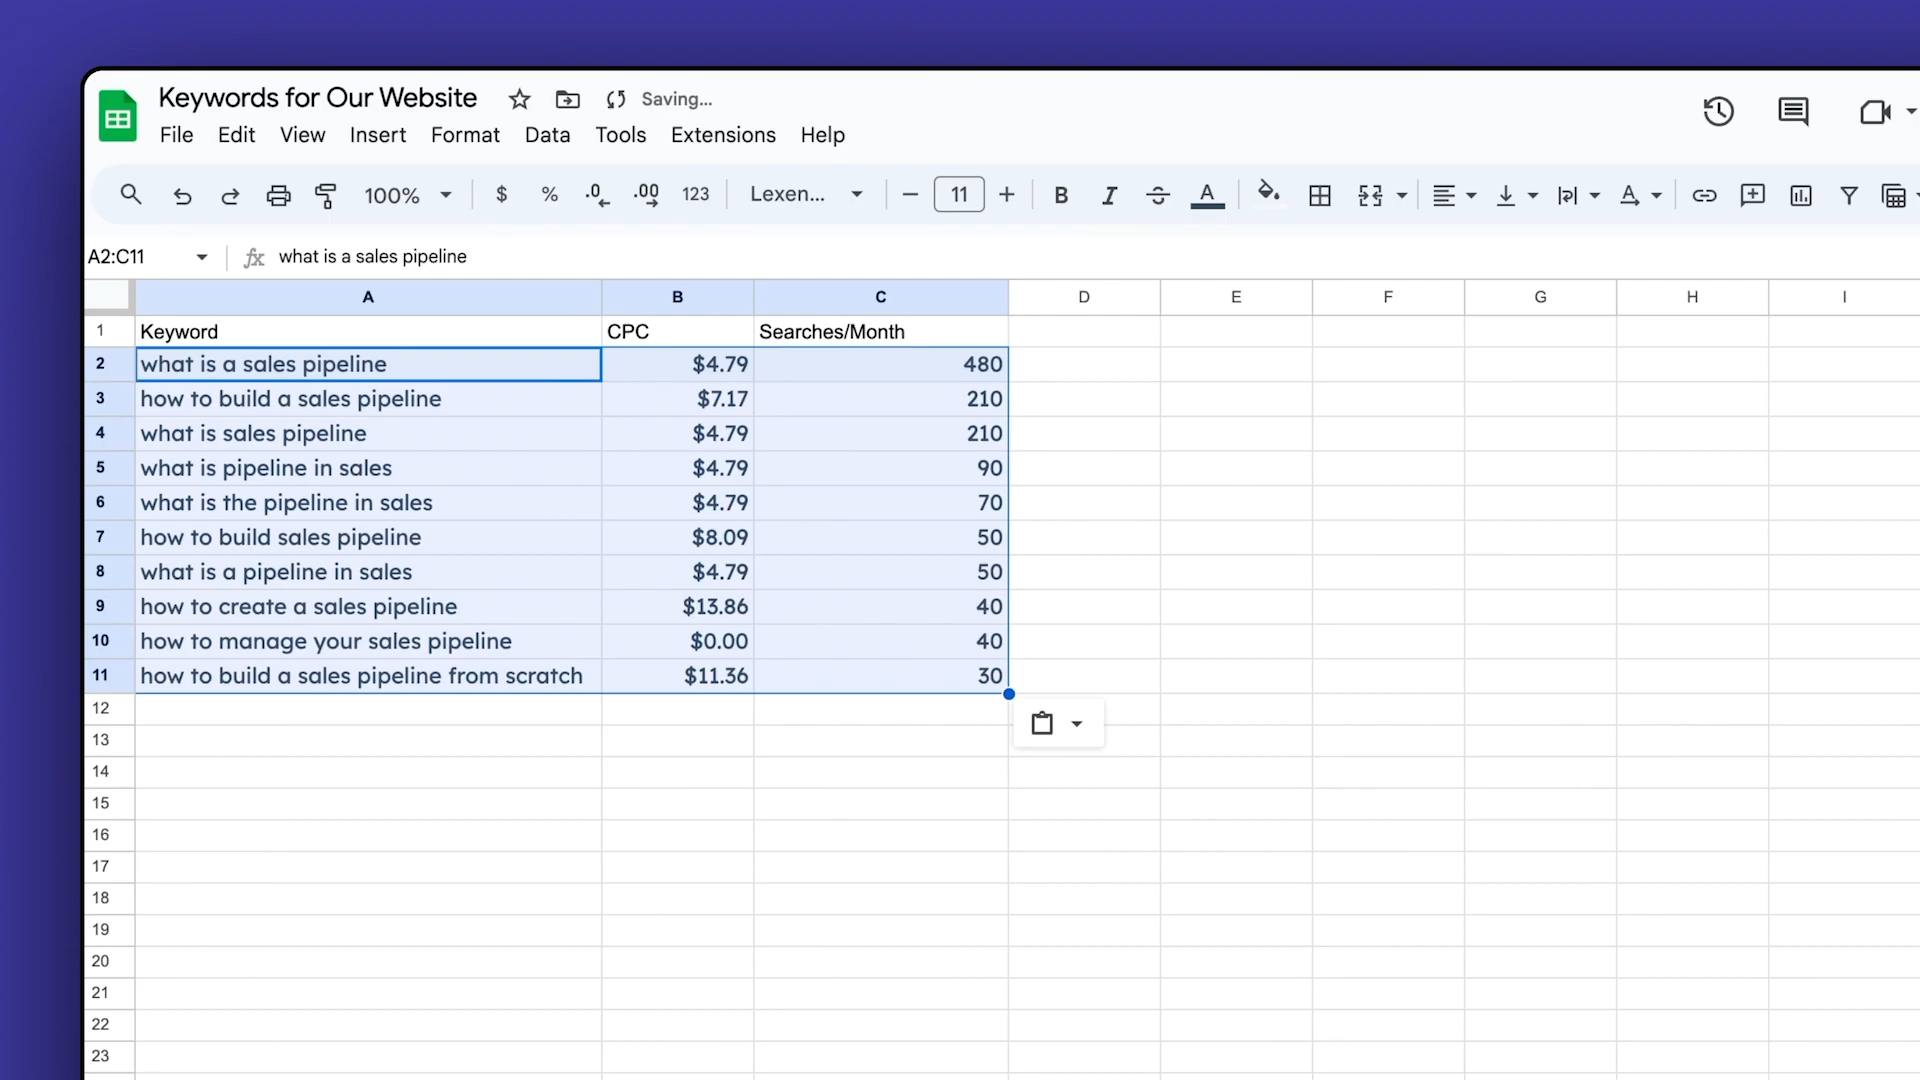 Keywords for Our Website Saving...
File Edit View Insert Format Data Tools Extensions Help
100% $ % .0 .00 123 Lexen... 11 B I A A
A2:C11 fx what is a sales pipeline
A B C D E F G H I
1 Keyword CPC Searches/Month
2 what is a sales pipeline $4.79 480
3 how to build a sales pipeline $7.17 210
4 what is sales pipeline $4.79 210
5 what is pipeline in sales $4.79 90
6 what is the pipeline in sales $4.79 70
7 how to build sales pipeline $8.09 50
8 what is a pipeline in sales $4.79 50
9 how to create a sales pipeline $13.86 40
10 how to manage your sales pipeline $0.00 40
11 how to build a sales pipeline from scratch $11.36 30
12
13
14
15
16
17
18
19
20
21
22
23